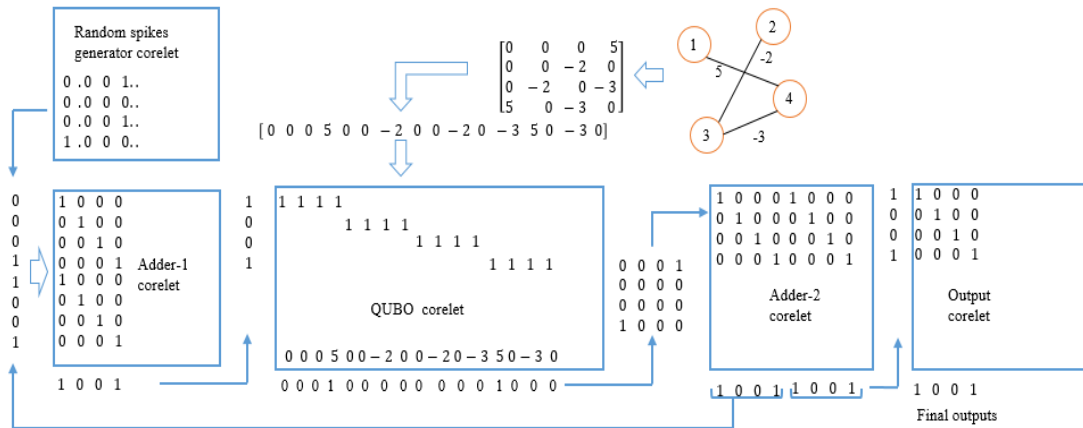 Random spikes
generator corelet
0 .0 0 1..
0 .0 0 0..
0 .0 0 1..
1 .0 0 0..
0 0 0 5
0 0 −2 0
0 −2 0 −3
5 0 −3 0
1
2
3
4
5
-2
-3
[0 0 0 5 0 0 −2 0 0 −2 0 −3 5 0 −3 0]
0
0
0
1
1
0
0
1
1 0 0 0
0 1 0 0
0 0 1 0
0 0 0 1
1 0 0 0
0 1 0 0
0 0 1 0
0 0 0 1
Adder-1
corelet
1 0 0 1
1
0
0
1
1 1 1 1
1 1 1 1
1 1 1 1
1 1 1 1
QUBO corelet
0 0 0 5 0 0 − 2 0 0 − 2 0 − 3 5 0 − 3 0
0 0 0 1 0 0 0 0 0 0 0 0 1 0 0 0
0 0 0 1
0 0 0 0
0 0 0 0
1 0 0 0
1 0 0 0 1 0 0 0
0 1 0 0 0 1 0 0
0 0 1 0 0 0 1 0
0 0 0 1 0 0 0 1
Adder-2
corelet
1 0 0 1
1 0 0 1
1
0
0
1
1 0 0 0
0 1 0 0
0 0 1 0
0 0 0 1
Output
corelet
1 0 0 1
Final outputs